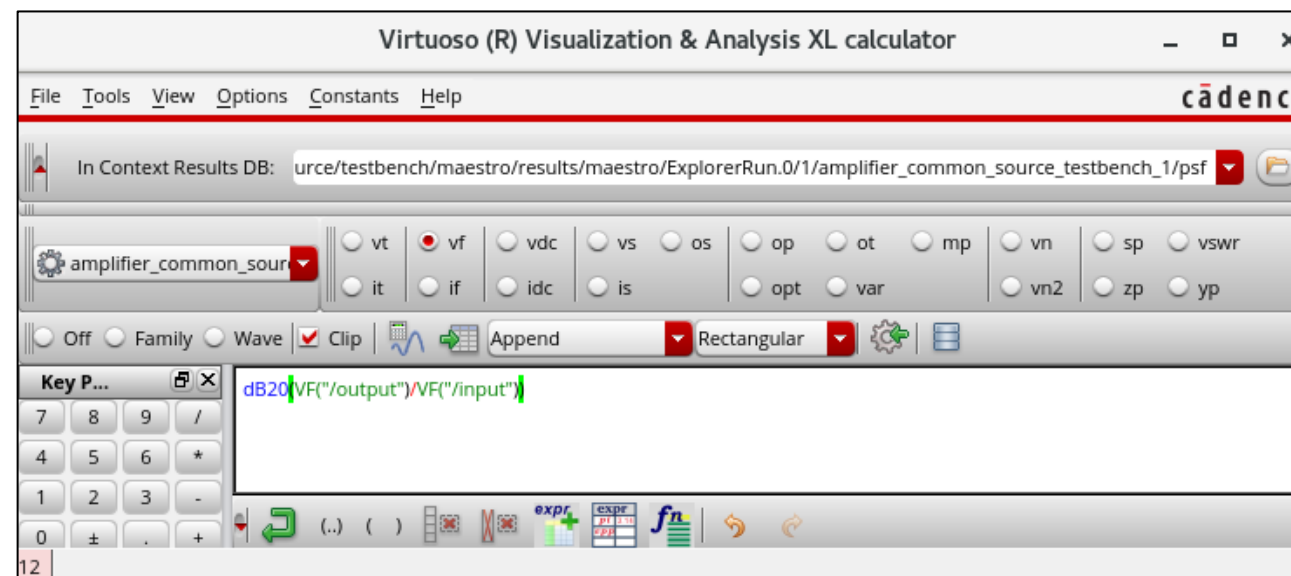 Virtuoso (R) Visualization & Analysis XL calculator
File Tools View Options Constants Help
cādenc
In Context Results DB: urce/testbench/maestro/results/maestro/ExplorerRun.0/1/amplifier_common_source_testbench_1/psf
amplifier_common_sour
vt vf vdc vs os op ot mp vn sp vswr
it if idc is opt var vn2 zp yp
Off Family Wave Clip Append Rectangular
Key P...
dB20(VF("/output")/VF("/input"))
7 8 9 /
4 5 6 *
1 2 3 -
0 ± . +
(..) ( ) expr expr fn
12